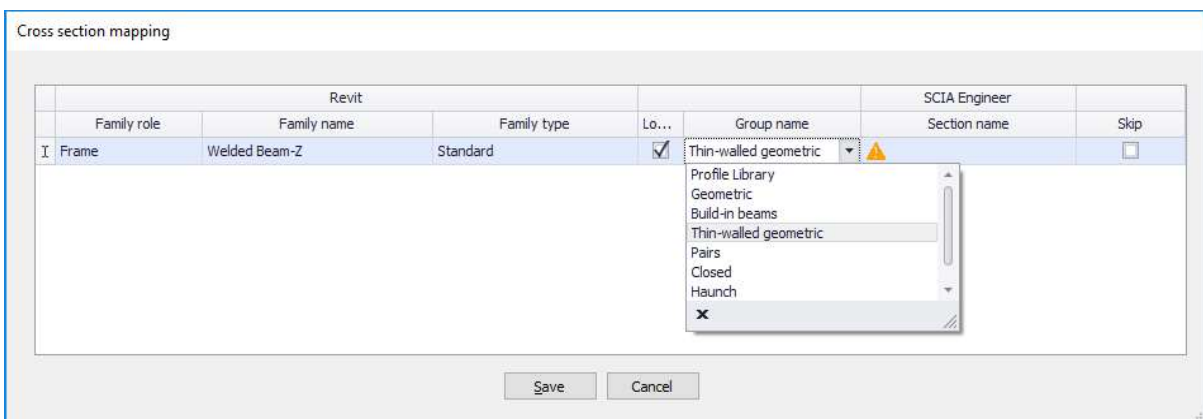 Cross section mapping
Revit SCIA Engineer
Family role Family name Family type Lo... Group name Section name Skip
Frame Welded Beam-Z Standard Thin-walled geometric
Profile Library
Geometric
Build-in beams
Thin-walled geometric
Pairs
Closed
Haunch
x
Save Cancel